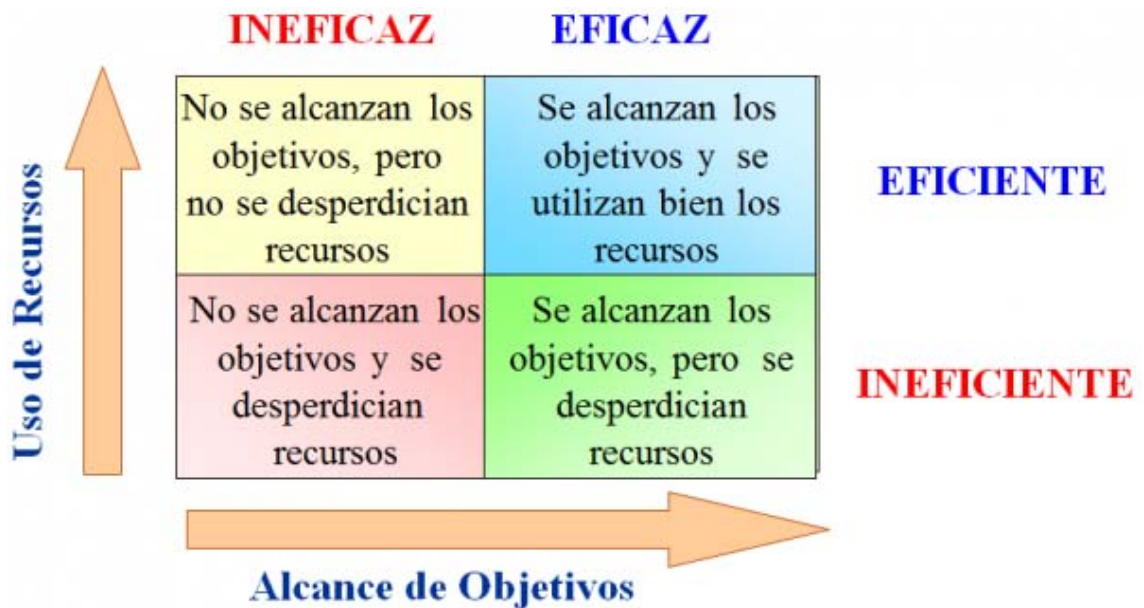 INEFICAZ EFICAZ
No se alcanzan los
objetivos, pero
no se desperdician
recursos
Se alcanzan los
objetivos y se
utilizan bien los
recursos
EFICIENTE
No se alcanzan los
objetivos y se
desperdician
recursos
Se alcanzan los
objetivos, pero se
desperdician
recursos
INEFICIENTE
Uso de Recursos
Alcance de Objetivos